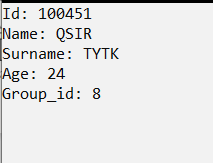 Id: 100451
Name: QSIR
Surname: TYTK
Age: 24
Group_id: 8